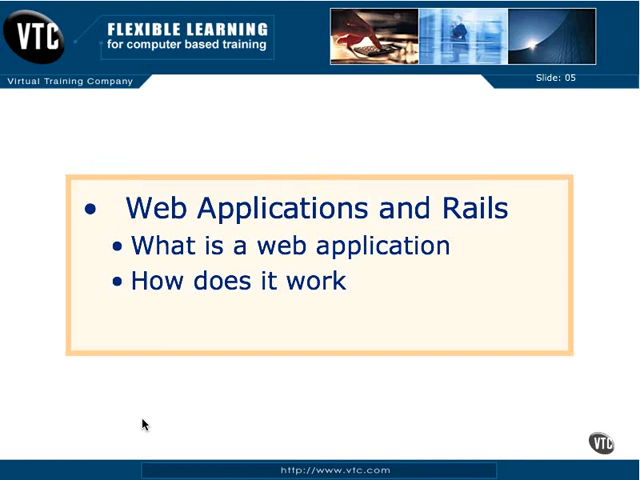 VTC
FLEXIBLE LEARNING
for computer based training
Virtual Training Company
Slide: 05
• Web Applications and Rails
• What is a web application
• How does it work
VTC
http://www.vtc.com